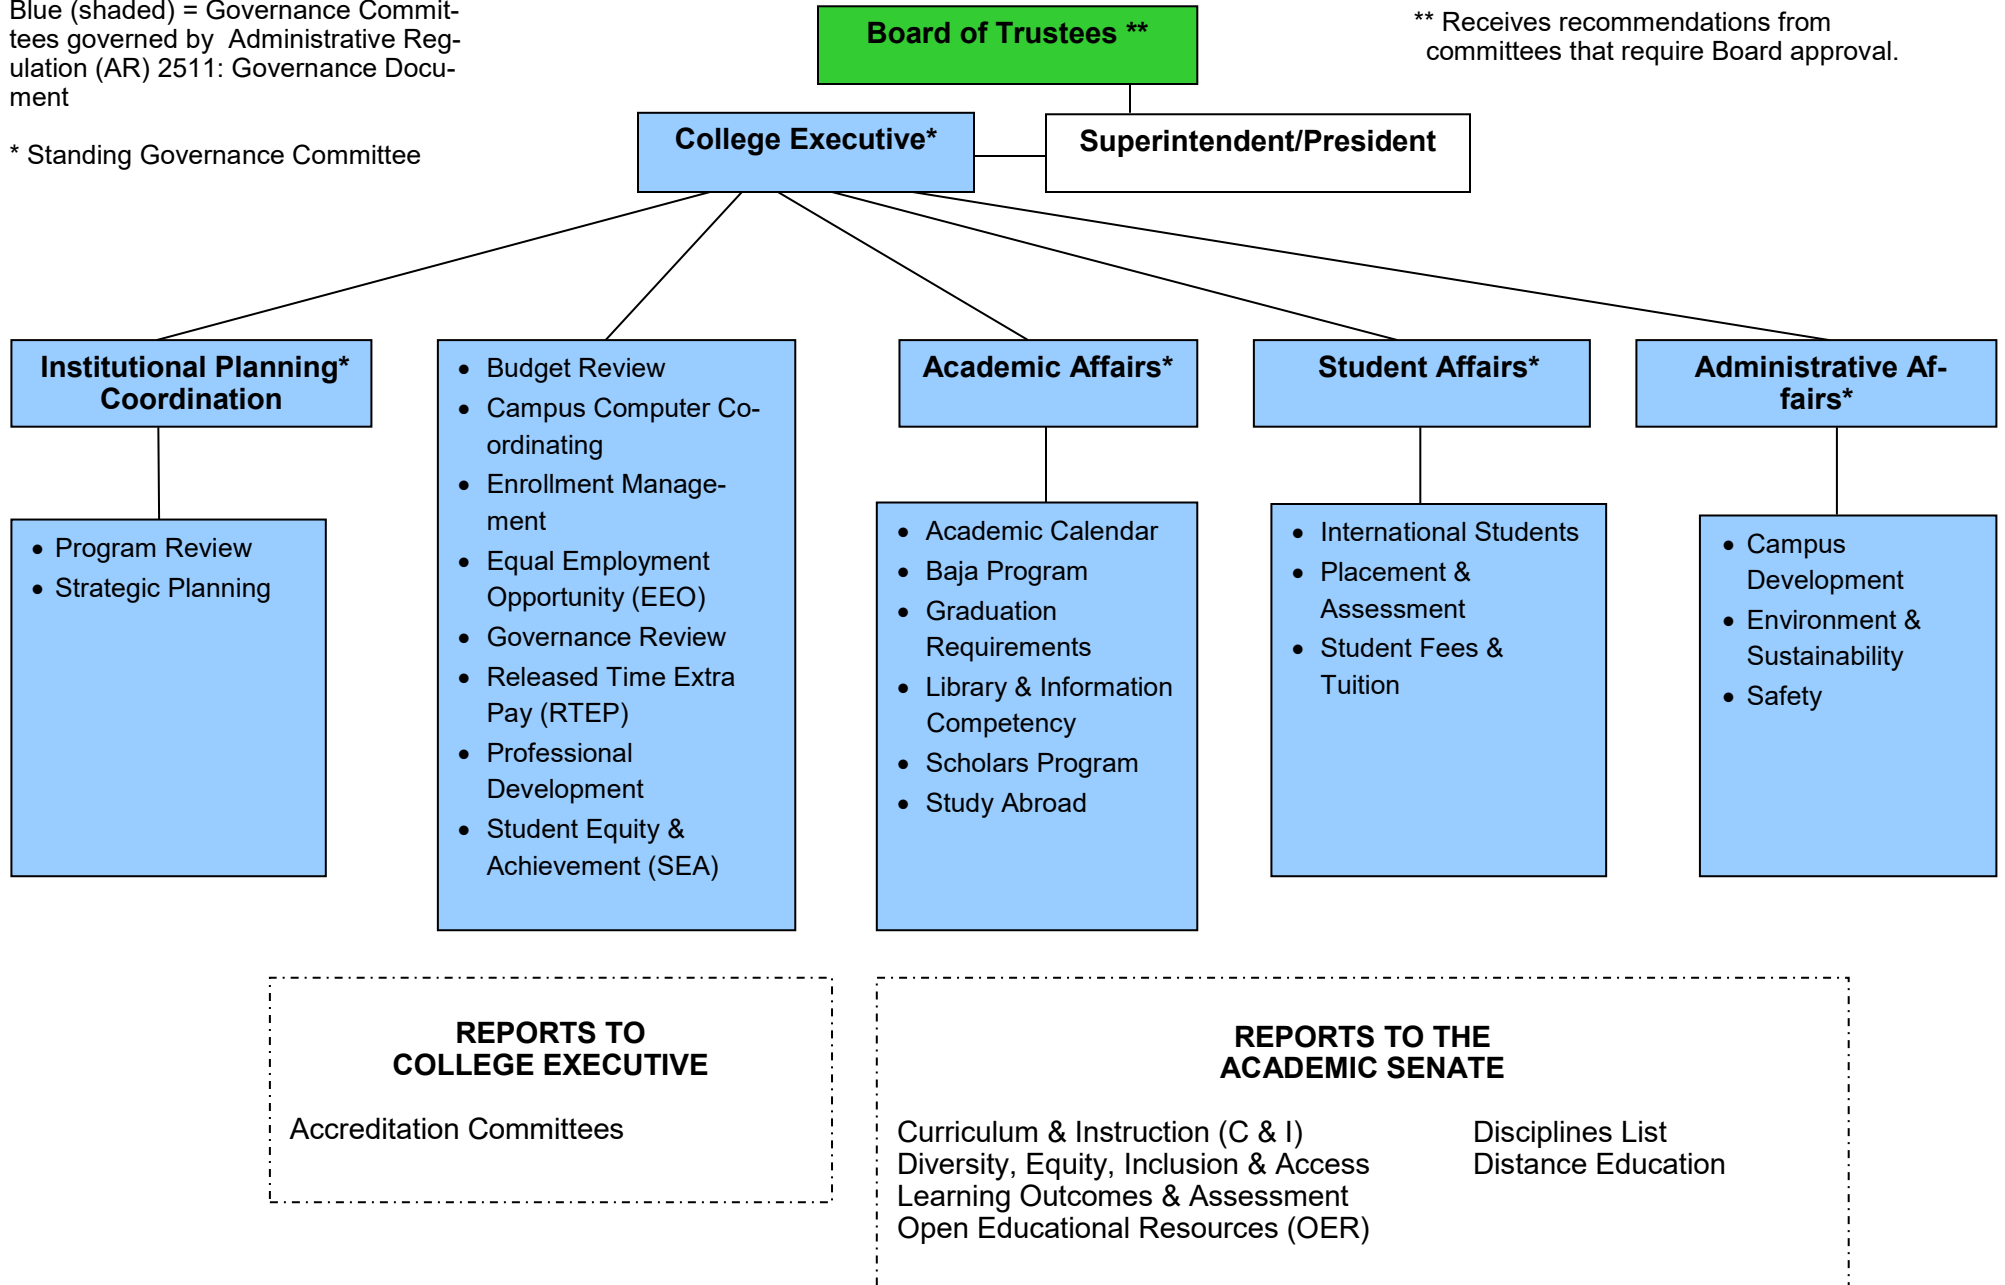 Blue (shaded) = Governance Commit-
tees governed by  Administrative Reg-
ulation (AR) 2511: Governance Docu-
ment
* Standing Governance Committee
Board of Trustees **
** Receives recommendations from
committees that require Board approval.
College Executive*
Superintendent/President
Institutional Planning*
Coordination
• Program Review
• Strategic Planning
• Budget Review
• Campus Computer Co-
ordinating
• Enrollment Manage-
ment
• Equal Employment
Opportunity (EEO)
• Governance Review
• Released Time Extra
Pay (RTEP)
• Professional
Development
• Student Equity &
Achievement (SEA)
Academic Affairs*
• Academic Calendar
• Baja Program
• Graduation
Requirements
• Library & Information
Competency
• Scholars Program
• Study Abroad
Student Affairs*
• International Students
• Placement &
Assessment
• Student Fees &
Tuition
Administrative Af-
fairs*
• Campus
Development
• Environment &
Sustainability
• Safety
REPORTS TO
COLLEGE EXECUTIVE
Accreditation Committees
REPORTS TO THE
ACADEMIC SENATE
Curriculum & Instruction (C & I)
Diversity, Equity, Inclusion & Access
Learning Outcomes & Assessment
Open Educational Resources (OER)
Disciplines List
Distance Education